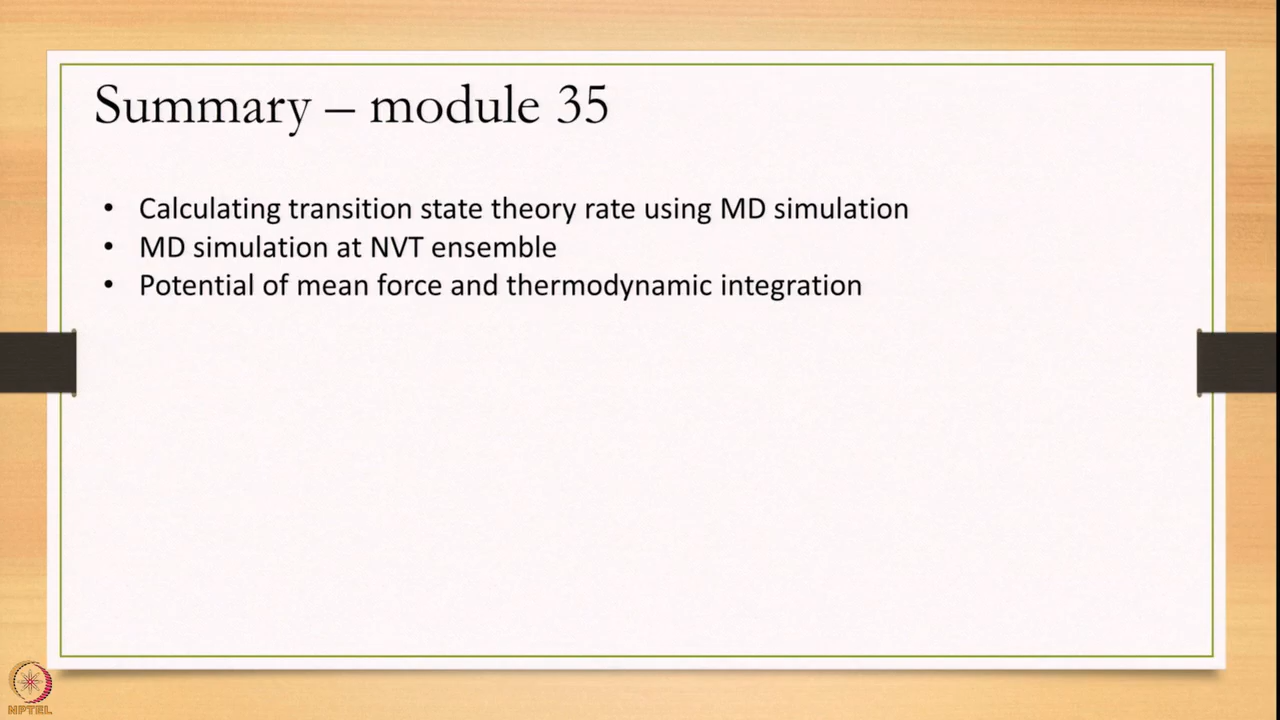 Summary – module 35
• Calculating transition state theory rate using MD simulation
• MD simulation at NVT ensemble
• Potential of mean force and thermodynamic integration
NPTEL